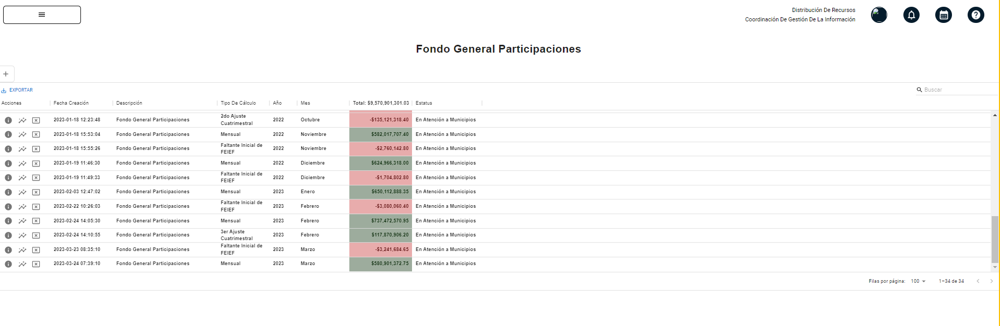 Distribución De Recursos
Coordinación De Gestión De La Información
Fondo General Participaciones
EXPORTAR
Buscar
Acciones Fecha Creación Descripción Tipo De Cálculo Año Mes Total: $9,570,901,301.03 Estatus
2023-01-18 12:23:48 Fondo General Participaciones 2do Ajuste Cuatrimestral 2022 Octubre -$135,121,318.40 En Atención a Municipios
2023-01-18 15:53:04 Fondo General Participaciones Mensual 2022 Noviembre $582,017,707.40 En Atención a Municipios
2023-01-18 15:55:26 Fondo General Participaciones Faltante Inicial de FEIEF 2022 Noviembre -$2,760,142.80 En Atención a Municipios
2023-01-19 11:46:30 Fondo General Participaciones Mensual 2022 Diciembre $624,966,318.00 En Atención a Municipios
2023-01-19 11:49:33 Fondo General Participaciones Faltante Inicial de FEIEF 2022 Diciembre -$1,704,802.80 En Atención a Municipios
2023-02-03 12:47:02 Fondo General Participaciones Mensual 2023 Enero $650,112,888.35 En Atención a Municipios
2023-02-22 10:26:03 Fondo General Participaciones Faltante Inicial de FEIEF 2023 Febrero -$3,080,060.40 En Atención a Municipios
2023-02-24 14:05:30 Fondo General Participaciones Mensual 2023 Febrero $737,472,570.95 En Atención a Municipios
2023-02-24 14:10:55 Fondo General Participaciones 3er Ajuste Cuatrimestral 2023 Febrero $117,870,906.20 En Atención a Municipios
2023-03-23 08:35:10 Fondo General Participaciones Faltante Inicial de FEIEF 2023 Marzo -$3,241,684.65 En Atención a Municipios
2023-03-24 07:39:10 Fondo General Participaciones Mensual 2023 Marzo $580,901,372.75 En Atención a Municipios
Filas por página: 100 1–34 de 34